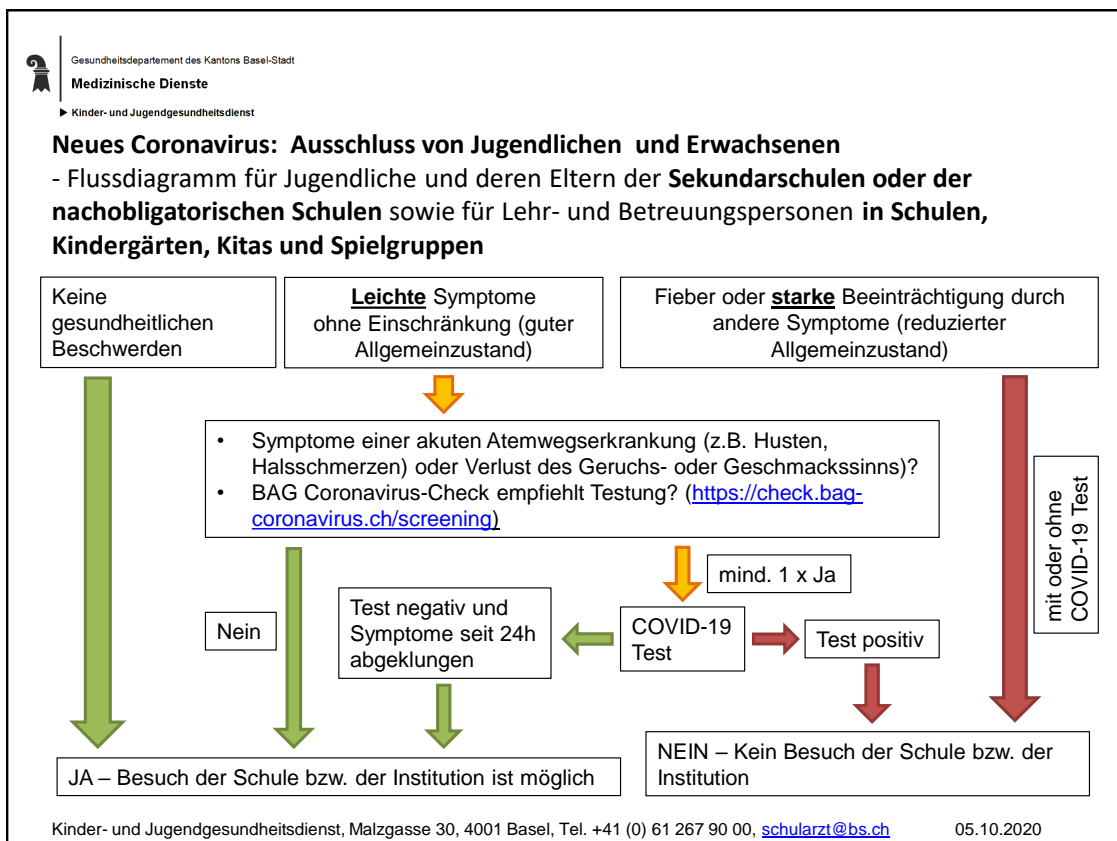 Gesundheitsdepartement des Kantons Basel-Stadt
Medizinische Dienste
▶ Kinder- und Jugendgesundheitsdienst
Neues Coronavirus: Ausschluss von Jugendlichen und Erwachsenen
- Flussdiagramm für Jugendliche und deren Eltern der Sekundarschulen oder der
nachobligatorischen Schulen sowie für Lehr- und Betreuungspersonen in Schulen,
Kindergärten, Kitas und Spielgruppen
Keine
gesundheitlichen
Beschwerden
Leichte Symptome
ohne Einschränkung (guter
Allgemeinzustand)
Fieber oder starke Beeinträchtigung durch
andere Symptome (reduzierter
Allgemeinzustand)
• Symptome einer akuten Atemwegserkrankung (z.B. Husten,
Halsschmerzen) oder Verlust des Geruchs- oder Geschmackssinns)?
• BAG Coronavirus-Check empfiehlt Testung? (https://check.bag-
coronavirus.ch/screening)
mit oder ohne
COVID-19 Test
mind. 1 x Ja
Nein
Test negativ und
Symptome seit 24h
abgeklungen
COVID-19
Test
Test positiv
JA – Besuch der Schule bzw. der Institution ist möglich
NEIN – Kein Besuch der Schule bzw. der
Institution
Kinder- und Jugendgesundheitsdienst, Malzgasse 30, 4001 Basel, Tel. +41 (0) 61 267 90 00, schularzt@bs.ch 05.10.2020